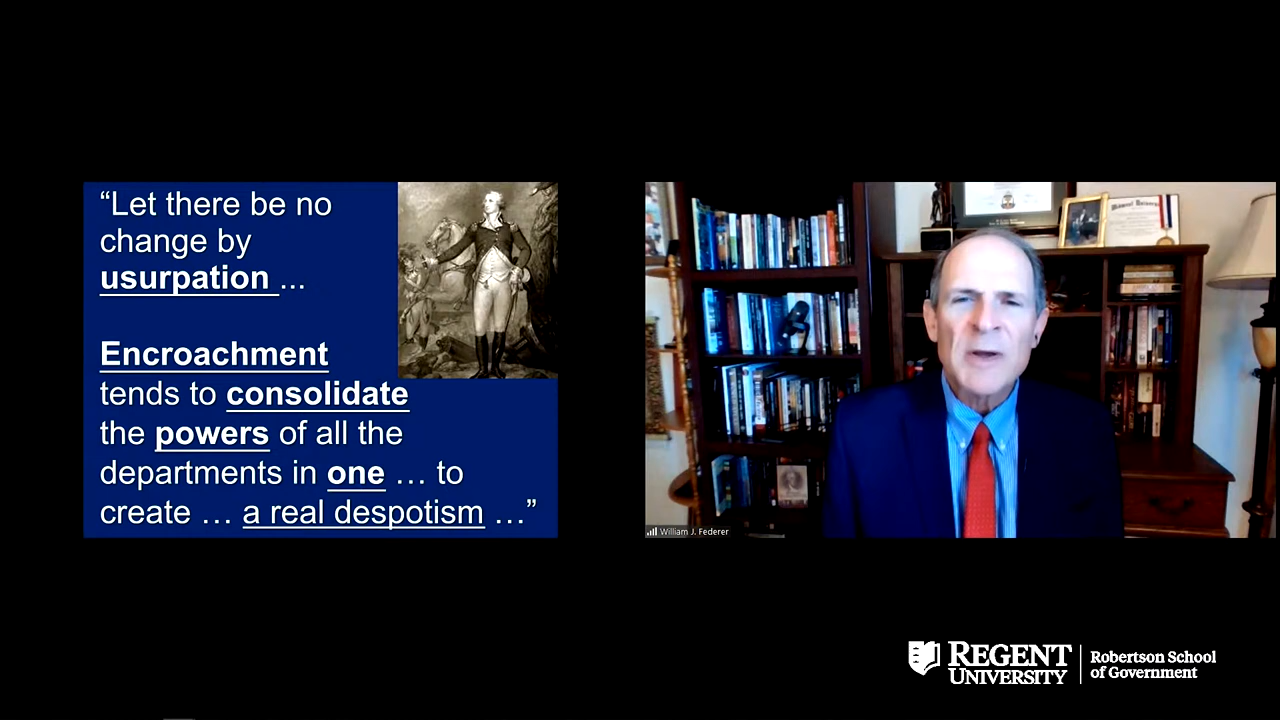 “Let there be no
change by
usurpation ...
Encroachment
tends to consolidate
the powers of all the
departments in one … to
create … a real despotism …”
William J. Federer
REGENT
UNIVERSITY
Robertson School
of Government